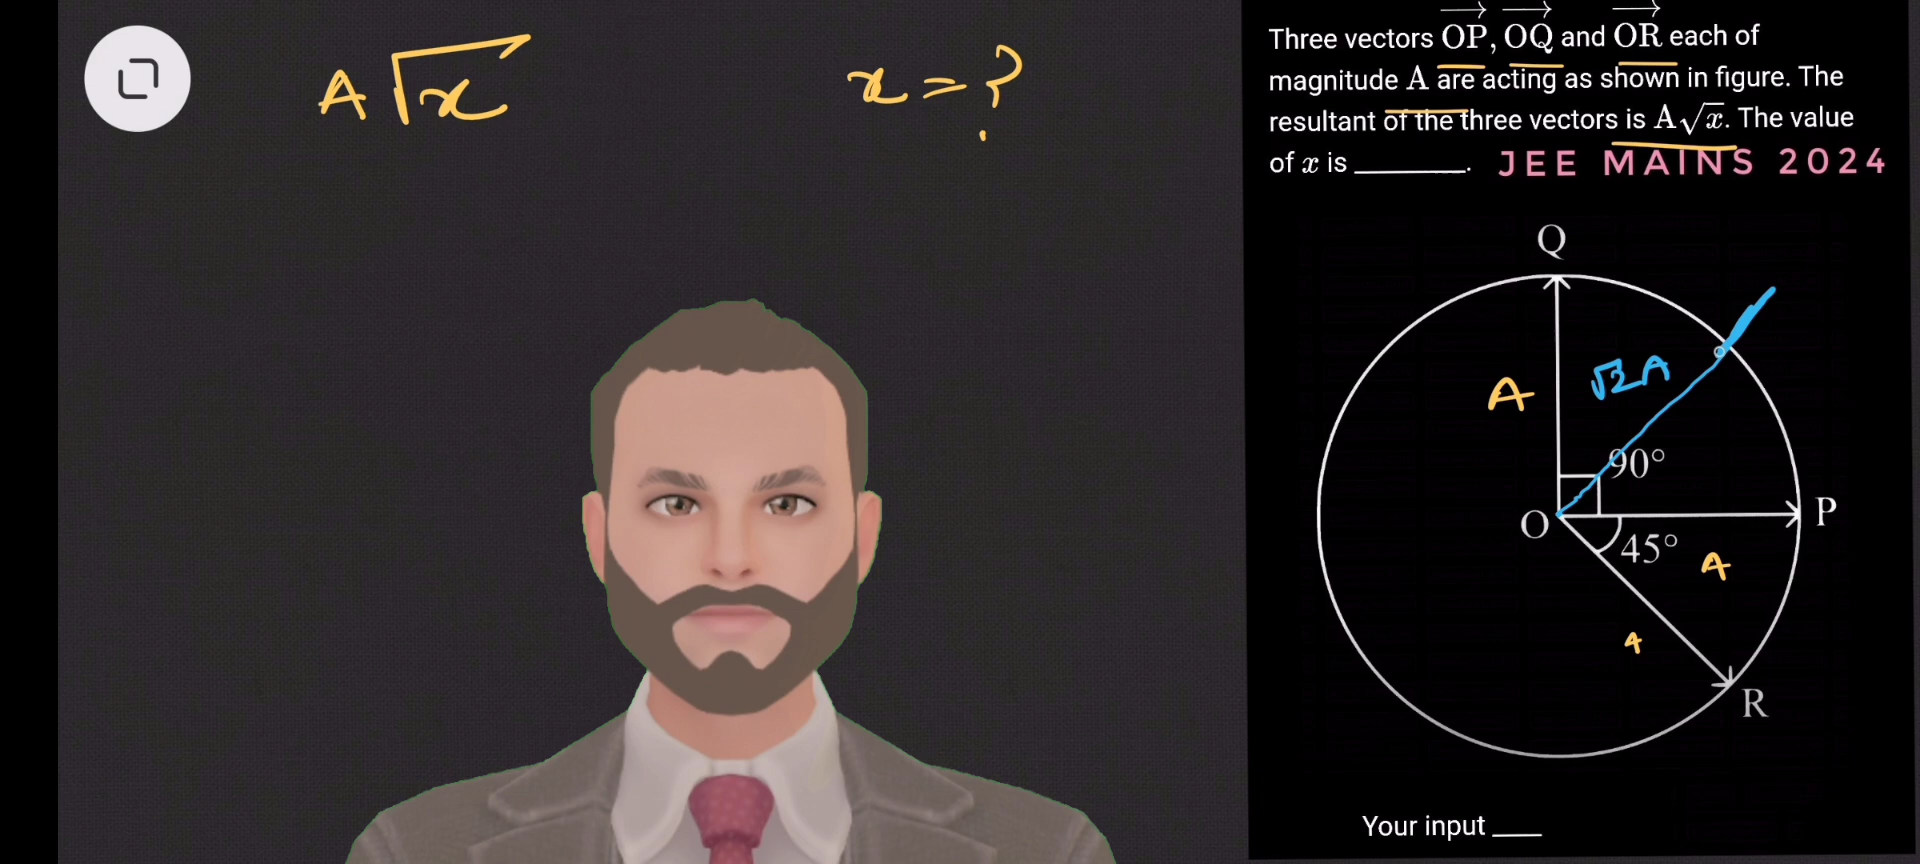 A√x
x = ?
Three vectors OP, OQ and OR each of
magnitude A are acting as shown in figure. The
resultant of the three vectors is A√x. The value
of x is ________. JEE MAINS 2024
Q
A
√2A
90°
O
P
45°
A
A
R
Your input ___